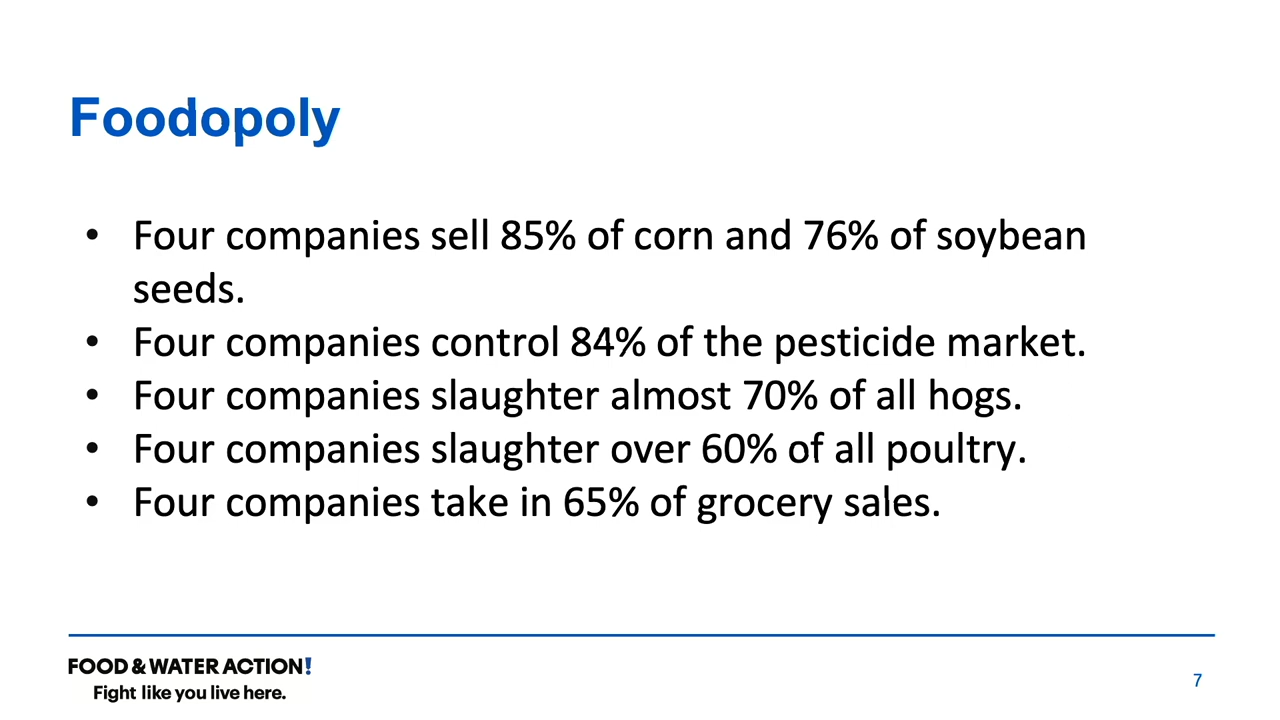 Foodopoly
• Four companies sell 85% of corn and 76% of soybean
seeds.
• Four companies control 84% of the pesticide market.
• Four companies slaughter almost 70% of all hogs.
• Four companies slaughter over 60% of all poultry.
• Four companies take in 65% of grocery sales.
FOOD & WATER ACTION!
Fight like you live here.
7